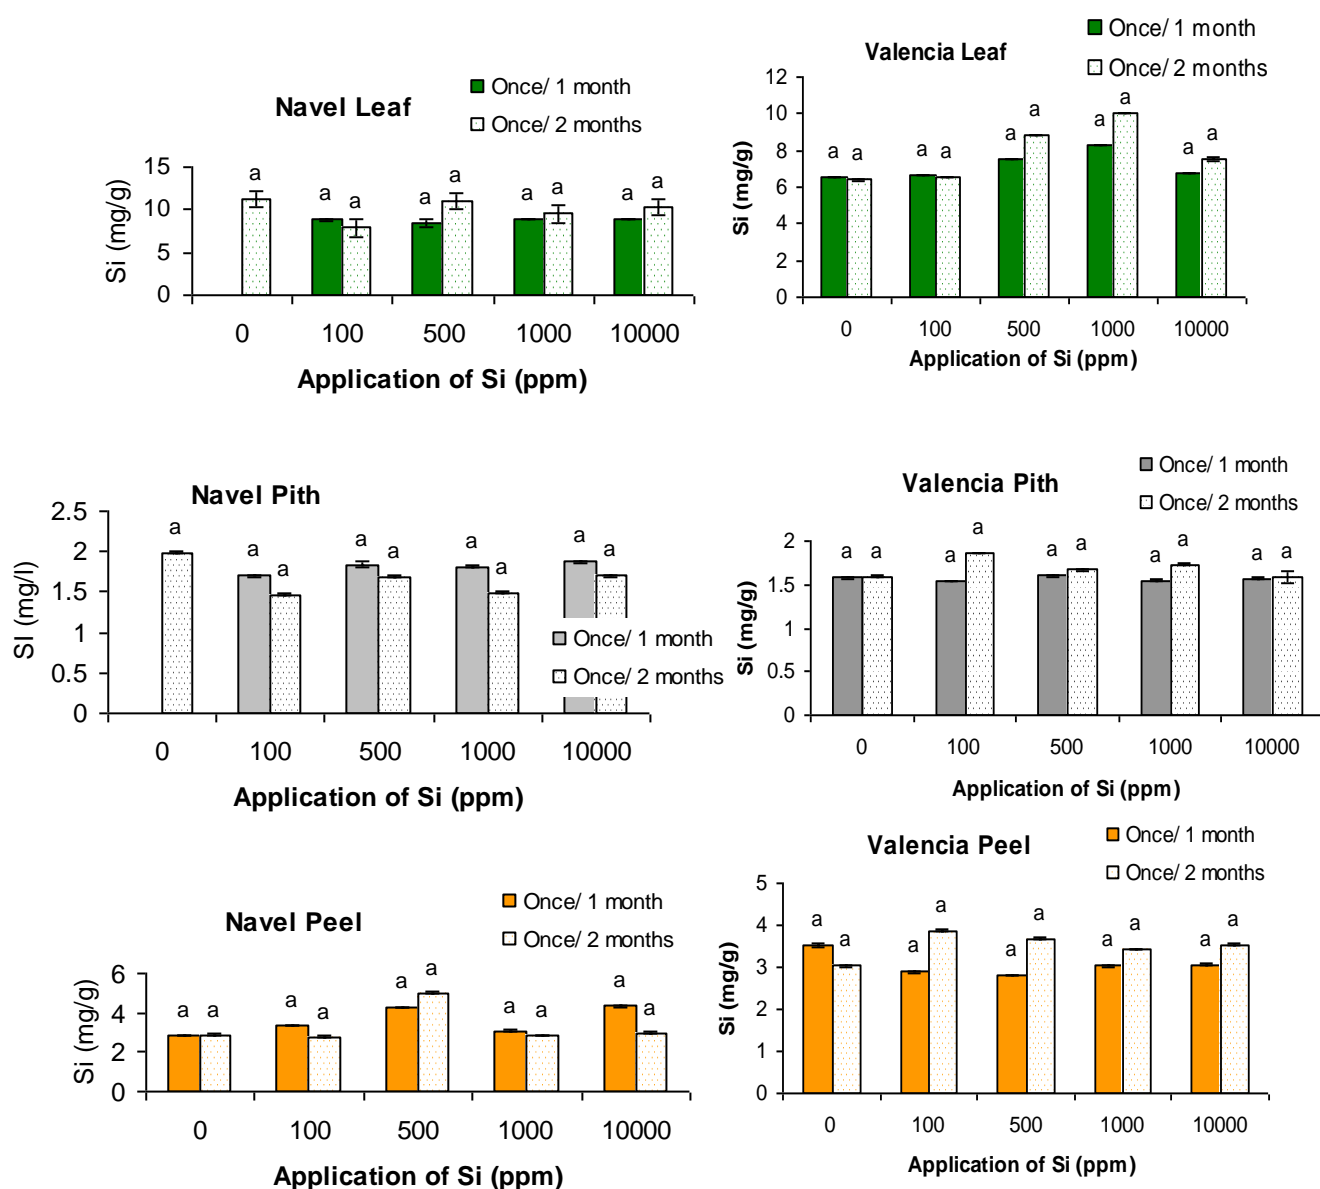 Navel Leaf
Once/ 1 month
Once/ 2 months
Si (mg/g)
15
10
5
0
a
a
a
a
a
a
a
a
a
0 100 500 1000 10000
Application of Si (ppm)
Valencia Leaf
Once/ 1 month
Once/ 2 months
Si (mg/g)
12
10
8
6
4
2
0
a
a
a
a
a
a
a
a
a
a
0 100 500 1000 10000
Application of Si (ppm)
Navel Pith
SI (mg/l)
2.5
2
1.5
1
0.5
0
a
a
a
a
a
a
a
a
a
Once/ 1 month
Once/ 2 months
0 100 500 1000 10000
Application of Si (ppm)
Valencia Pith
Once/ 1 month
Once/ 2 months
Si (mg/g)
2
1.5
1
0.5
0
a
a
a
a
a
a
a
a
a
a
0 100 500 1000 10000
Application of Si (ppm)
Navel Peel
Once/ 1 month
Once/ 2 months
Si (mg/g)
6
4
2
0
a
a
a
a
a
a
a
a
a
a
0 100 500 1000 10000
Application of Si (ppm)
Valencia Peel
Once/ 1 month
Once/ 2 months
Si (mg/g)
5
4
3
2
1
0
a
a
a
a
a
a
a
a
a
a
0 100 500 1000 10000
Application of Si (ppm)